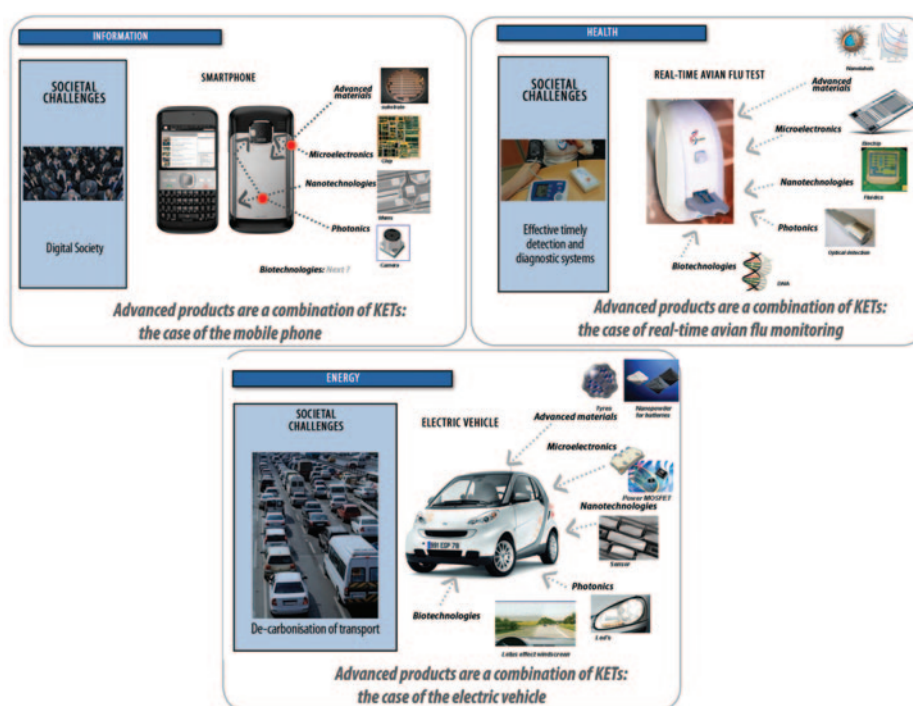 INFORMATION
SOCIETAL
CHALLENGES
Digital Society
SMARTPHONE
Advanced
materials
substrate
Microelectronics
Chip
Nanotechnologies
Mems
Photonics
Camera
Biotechnologies: Next ?
Advanced products are a combination of KETs:
the case of the mobile phone
HEALTH
SOCIETAL
CHALLENGES
Effective timely
detection and
diagnostic systems
REAL-TIME AVIAN FLU TEST
Nanolabels
Advanced
materials
Microelectronics
Biochip
Nanotechnologies
Fluidics
Photonics
Optical detection
Biotechnologies
DNA
Advanced products are a combination of KETs:
the case of real-time avian flu monitoring
ENERGY
SOCIETAL
CHALLENGES
De-carbonisation of transport
ELECTRIC VEHICLE
Tyres
Nanopowder
for batteries
Advanced materials
Microelectronics
Power MOSFET
Nanotechnologies
Sensor
Photonics
Led's
Biotechnologies
Lotus effect windscreen
Advanced products are a combination of KETs:
the case of the electric vehicle